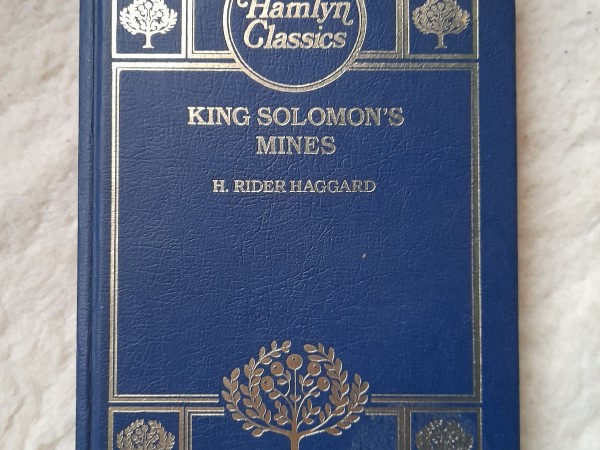 Hamlyn
Classics
KING SOLOMON'S
MINES
H. RIDER HAGGARD